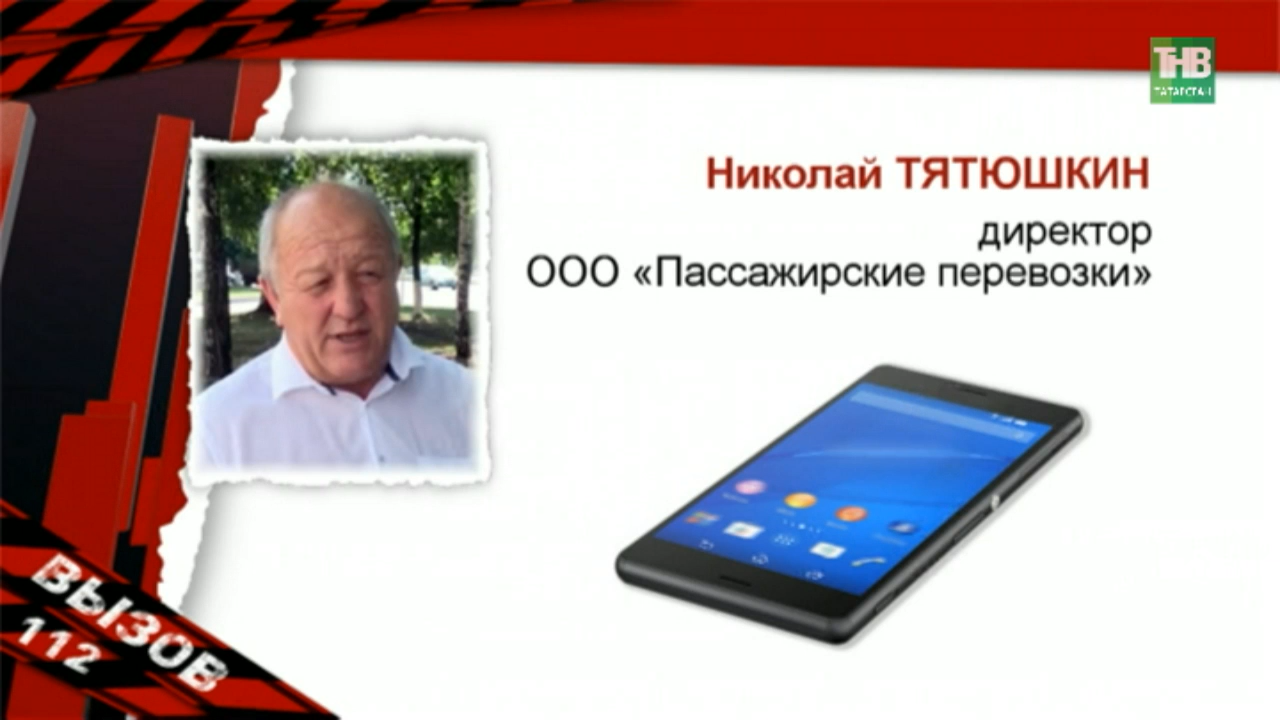 ТНВ
ТАТАРСТАН
Николай ТЯТЮШКИН
директор
ООО «Пассажирские перевозки»
ВЫЗОВ
112